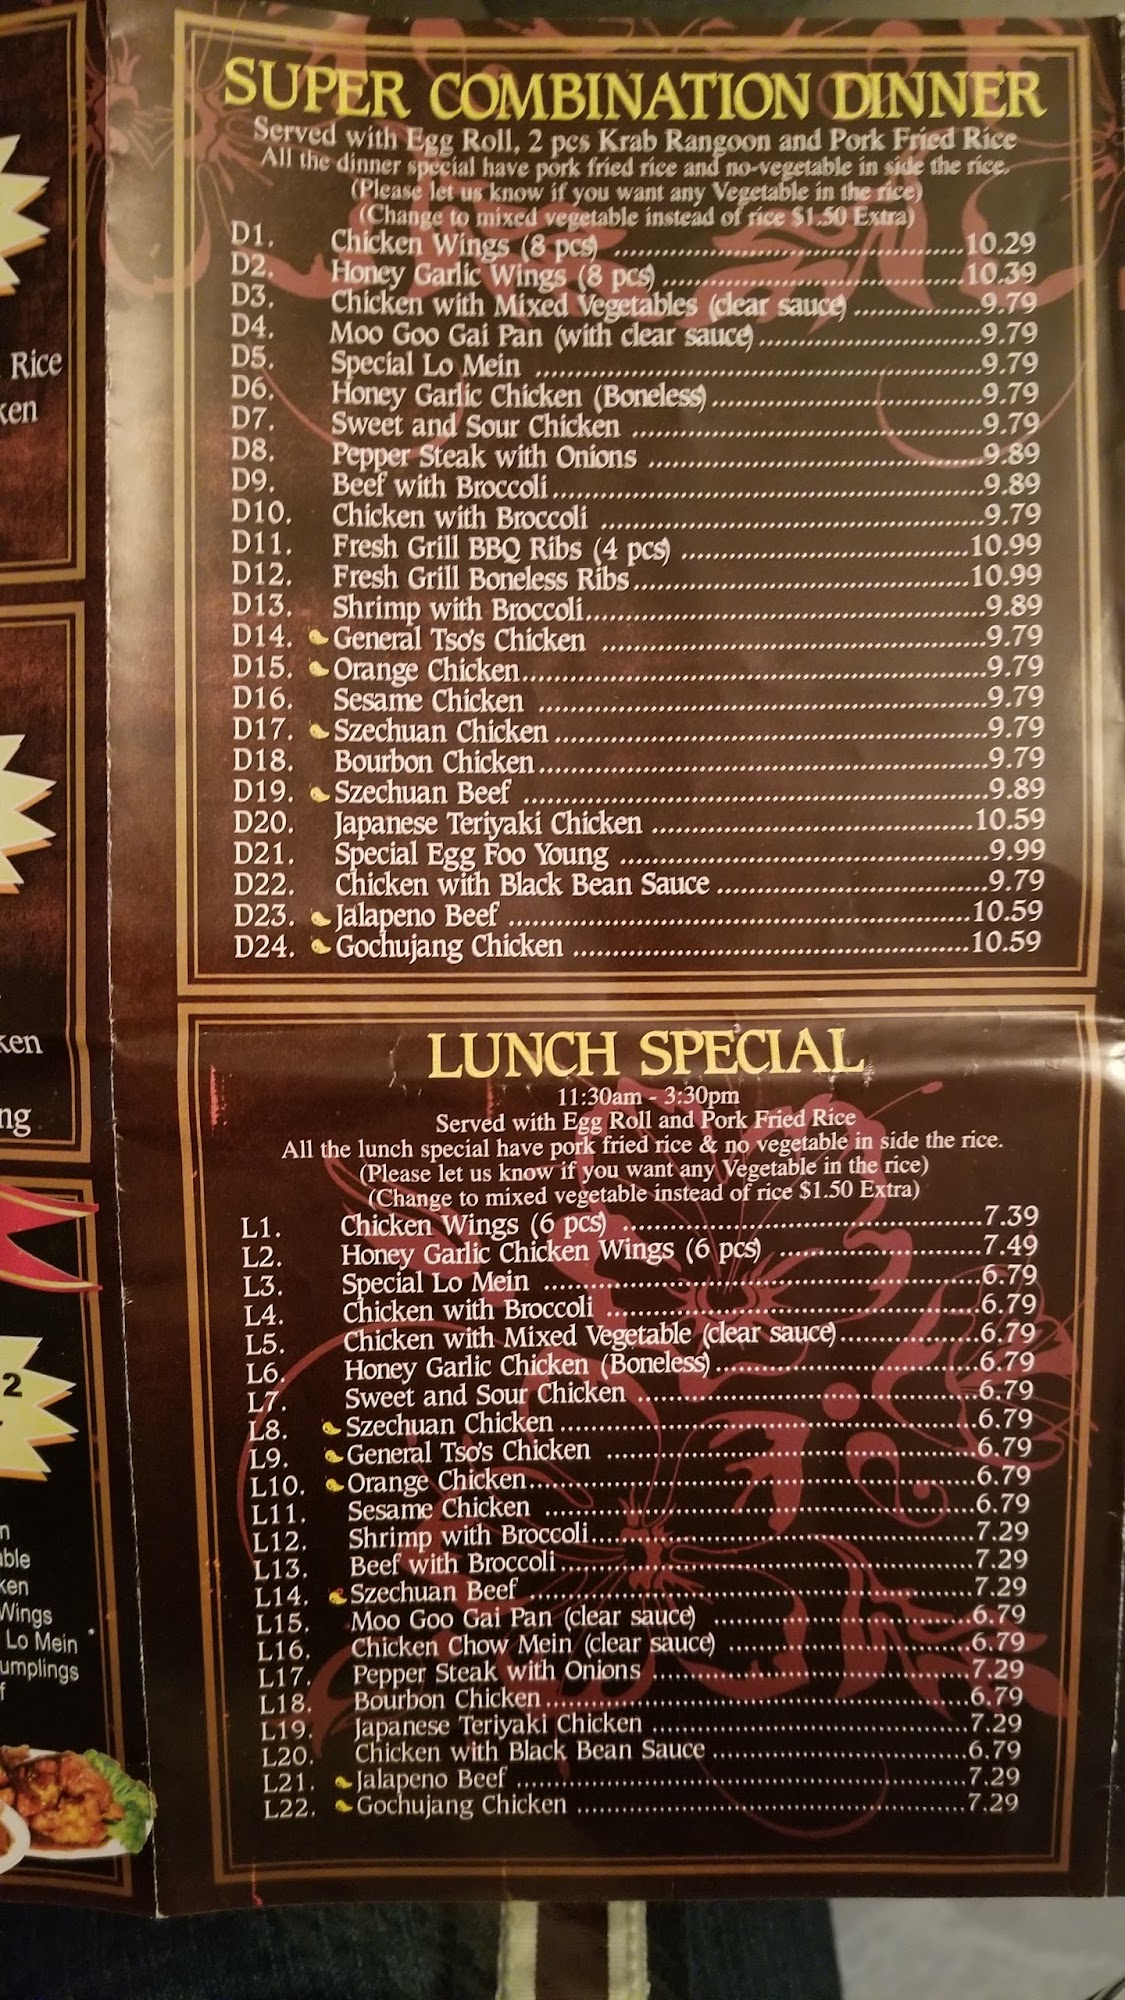 Rice
ken
ken
ng
2
n
able
ken
Wings
Lo Mein
umplings
f
SUPER COMBINATION DINNER
Served with Egg Roll, 2 pcs Krab Rangoon and Pork Fried Rice
All the dinner special have pork fried rice and no-vegetable in side the rice.
(Please let us know if you want any Vegetable in the rice)
(Change to mixed vegetable instead of rice $1.50 Extra)
D1. Chicken Wings (8 pcs) 10.29
D2. Honey Garlic Wings (8 pcs) 10.39
D3. Chicken with Mixed Vegetables (clear sauce) 9.79
D4. Moo Goo Gai Pan (with clear sauce) 9.79
D5. Special Lo Mein 9.79
D6. Honey Garlic Chicken (Boneless) 9.79
D7. Sweet and Sour Chicken 9.79
D8. Pepper Steak with Onions 9.89
D9. Beef with Broccoli 9.89
D10. Chicken with Broccoli 9.79
D11. Fresh Grill BBQ Ribs (4 pcs) 10.99
D12. Fresh Grill Boneless Ribs 10.99
D13. Shrimp with Broccoli 9.89
D14. General Tso's Chicken 9.79
D15. Orange Chicken 9.79
D16. Sesame Chicken 9.79
D17. Szechuan Chicken 9.79
D18. Bourbon Chicken 9.79
D19. Szechuan Beef 9.89
D20. Japanese Teriyaki Chicken 10.59
D21. Special Egg Foo Young 9.99
D22. Chicken with Black Bean Sauce 9.79
D23. Jalapeno Beef 10.59
D24. Gochujang Chicken 10.59
LUNCH SPECIAL
11:30am - 3:30pm
Served with Egg Roll and Pork Fried Rice
All the lunch special have pork fried rice & no vegetable in side the rice.
(Please let us know if you want any Vegetable in the rice)
(Change to mixed vegetable instead of rice $1.50 Extra)
L1. Chicken Wings (6 pcs) 7.39
L2. Honey Garlic Chicken Wings (6 pcs) 7.49
L3. Special Lo Mein 6.79
L4. Chicken with Broccoli 6.79
L5. Chicken with Mixed Vegetable (clear sauce) 6.79
L6. Honey Garlic Chicken (Boneless) 6.79
L7. Sweet and Sour Chicken 6.79
L8. Szechuan Chicken 6.79
L9. General Tso's Chicken 6.79
L10. Orange Chicken 6.79
L11. Sesame Chicken 6.79
L12. Shrimp with Broccoli 7.29
L13. Beef with Broccoli 7.29
L14. Szechuan Beef 7.29
L15. Moo Goo Gai Pan (clear sauce) 6.79
L16. Chicken Chow Mein (clear sauce) 6.79
L17. Pepper Steak with Onions 7.29
L18. Bourbon Chicken 6.79
L19. Japanese Teriyaki Chicken 7.29
L20. Chicken with Black Bean Sauce 6.79
L21. Jalapeno Beef 7.29
L22. Gochujang Chicken 7.29